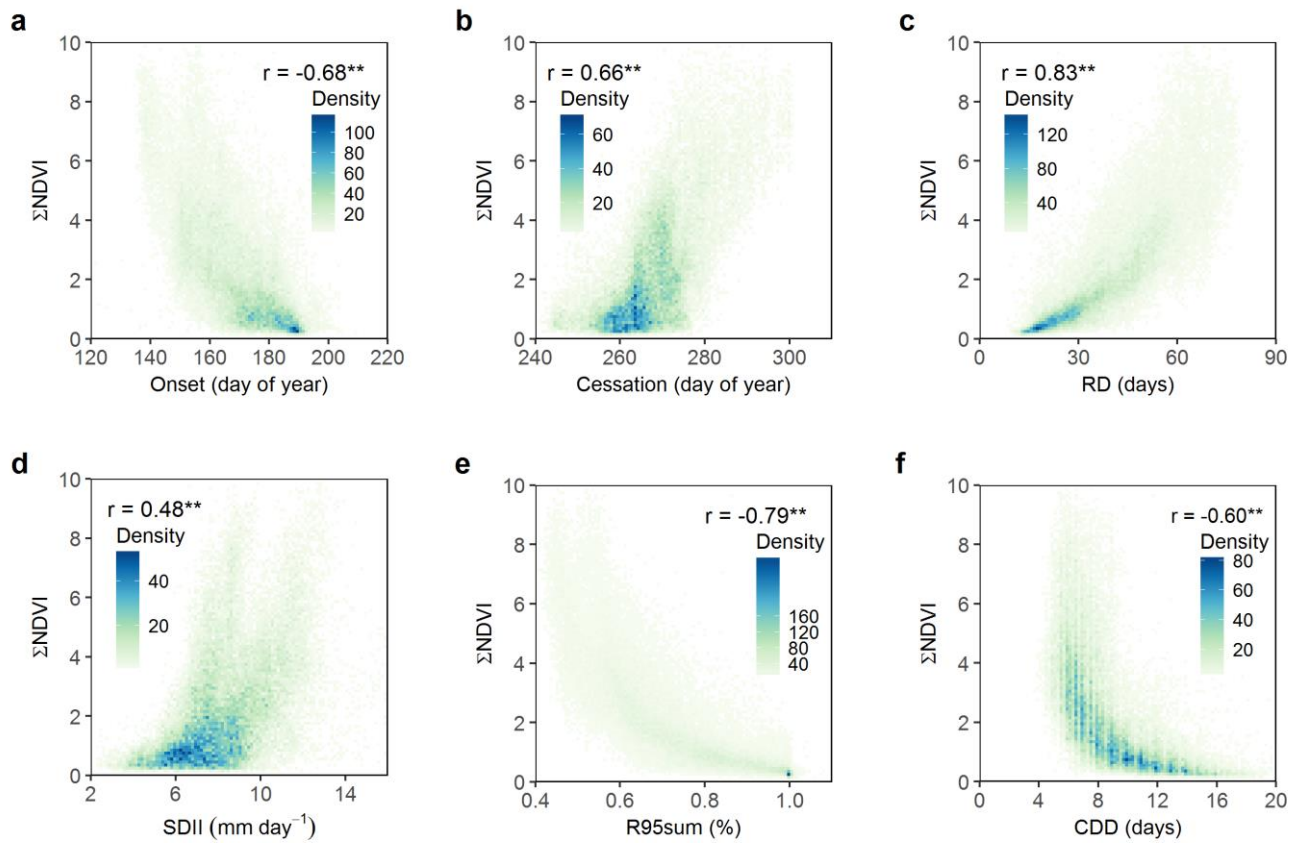 a
10
8
6
4
2
0
ΣNDVI
r = -0.68**
Density
100
80
60
40
20
120 140 160 180 200 220
Onset (day of year)
b
10
8
6
4
2
0
ΣNDVI
r = 0.66**
Density
60
40
20
240 260 280 300
Cessation (day of year)
c
10
8
6
4
2
0
ΣNDVI
r = 0.83**
Density
120
80
40
0 30 60 90
RD (days)
d
10
8
6
4
2
0
ΣNDVI
r = 0.48**
Density
40
20
2 6 10 14
SDII (mm day⁻¹)
e
10
8
6
4
2
0
ΣNDVI
r = -0.79**
Density
160
120
80
40
0.4 0.6 0.8 1.0
R95sum (%)
f
10
8
6
4
2
0
ΣNDVI
r = -0.60**
Density
80
60
40
20
0 4 8 12 16 20
CDD (days)